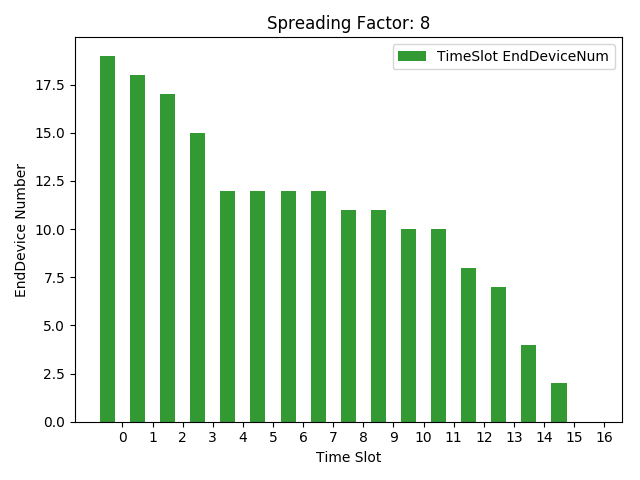 Spreading Factor: 8
TimeSlot EndDeviceNum
EndDevice Number
17.5
15.0
12.5
10.0
7.5
5.0
2.5
0.0
0 1 2 3 4 5 6 7 8 9 10 11 12 13 14 15 16
Time Slot